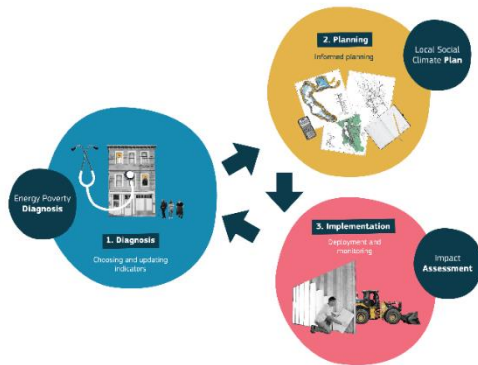 2. Planning
Informed planning
Local Social
Climate Plan
Energy Poverty
Diagnosis
1. Diagnosis
Choosing and updating
indicators
3. Implementation
Deployment and
monitoring
Impact
Assessment